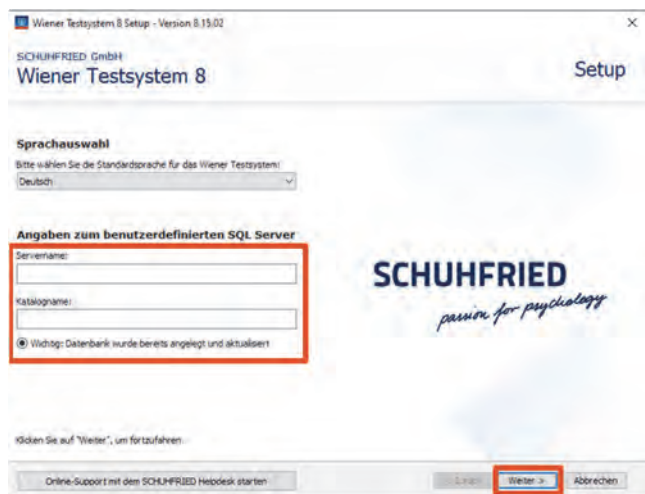 Wiener Testsystem 8 Setup - Version 8.15.02
SCHUHFRIED GmbH
Wiener Testsystem 8
Setup
Sprachauswahl
Bitte wählen Sie die Standardsprache für das Wiener Testsystem:
Deutsch
Angaben zum benutzerdefinierten SQL Server
Servername:
Katalogname:
Wichtig: Datenbank wurde bereits angelegt und aktualisiert
SCHUHFRIED
passion for psychology
Klicken Sie auf "Weiter", um fortzufahren.
Online-Support mit dem SCHUHFRIED Helpdesk starten
Weiter >
Abbrechen